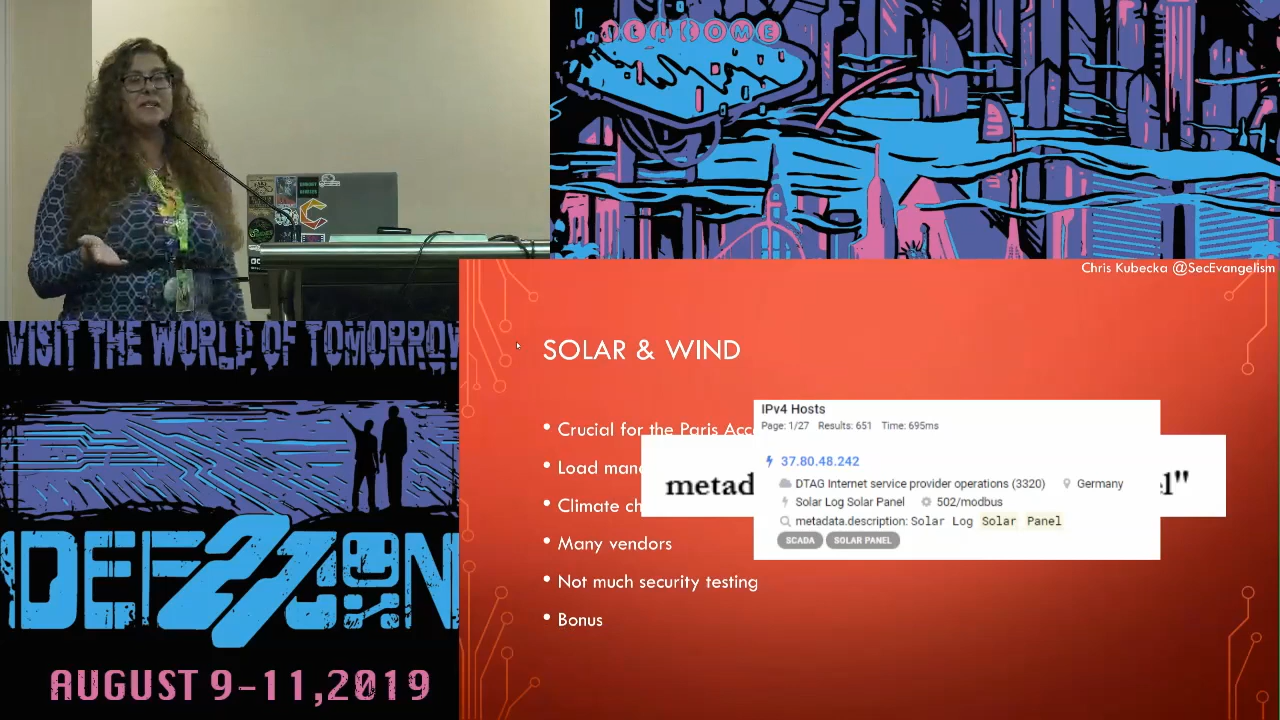 WELCOME
Chris Kubecka @SecEvangelism
VISIT THE WORLD OF TOMORROW
DEF CON
27
AUGUST 9-11,2019
SOLAR & WIND
• Crucial for the Paris Acc
• Load man
• Climate ch
• Many vendors
• Not much security testing
• Bonus
metad
el"
IPv4 Hosts
Page: 1/27 Results: 651 Time: 695ms
37.80.48.242
DTAG Internet service provider operations (3320) Germany
Solar Log Solar Panel 502/modbus
metadata.description: Solar Log Solar Panel
SCADA SOLAR PANEL